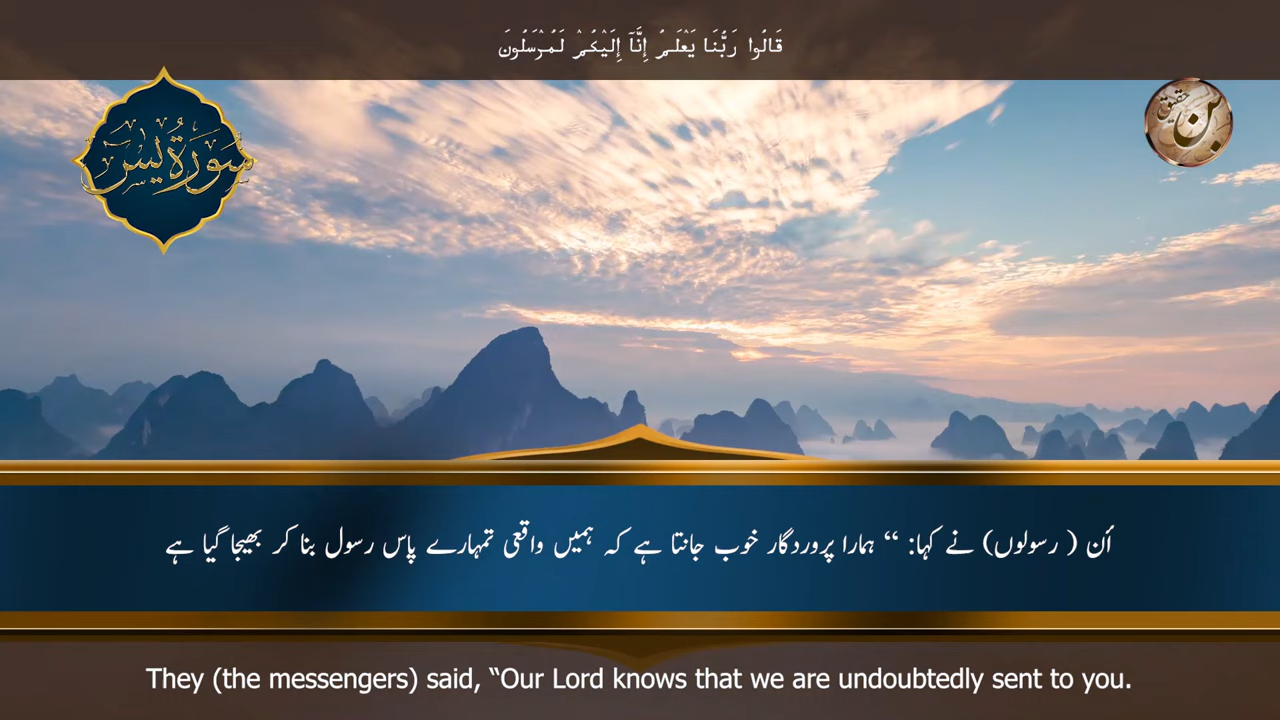 قَالُوا رَبُّنَا يَعْلَمُ إِنَّآ إِلَيْكُمْ لَمُرْسَلُونَ
سُورَةُ يٰسٓ
أن ( رسولوں) نے کہا: “ ہمارا پروردگار خوب جانتا ہے کہ ہمیں واقعی تمہارے پاس رسول بنا کر بھیجا گیا ہے
They (the messengers) said, “Our Lord knows that we are undoubtedly sent to you.